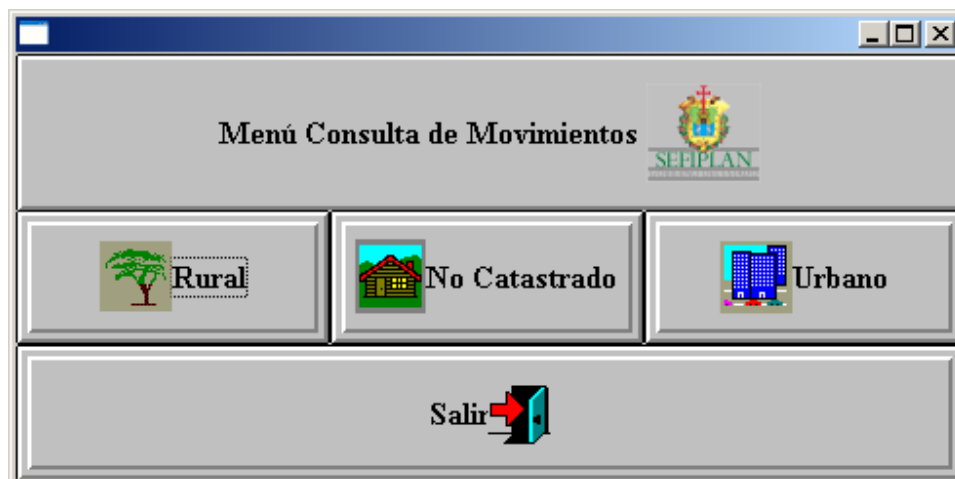 Menú Consulta de Movimientos
SEFIPLAN
Rural
No Catastrado
Urbano
Salir